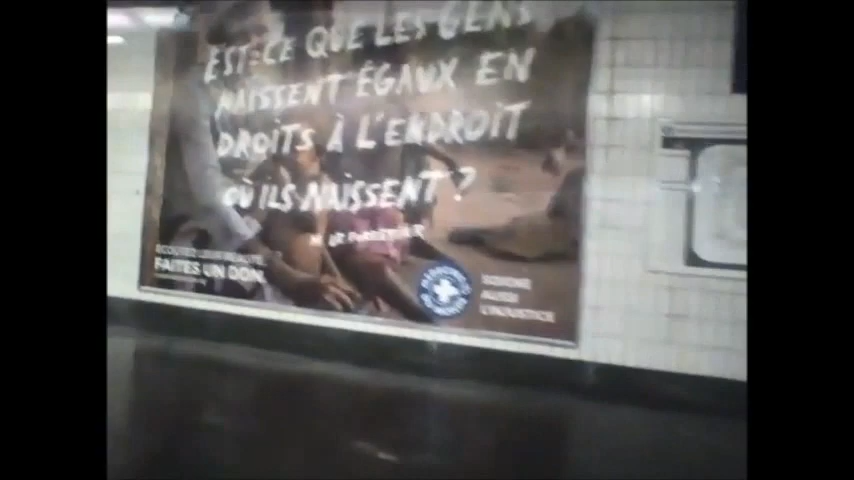 EST-CE QUE LES GENS
NAISSENT ÉGAUX EN
DROITS À L'ENDROIT
OÙ ILS NAISSENT ?
FAITES UN DON.
SOIGNE
AUSSI
L'INJUSTICE